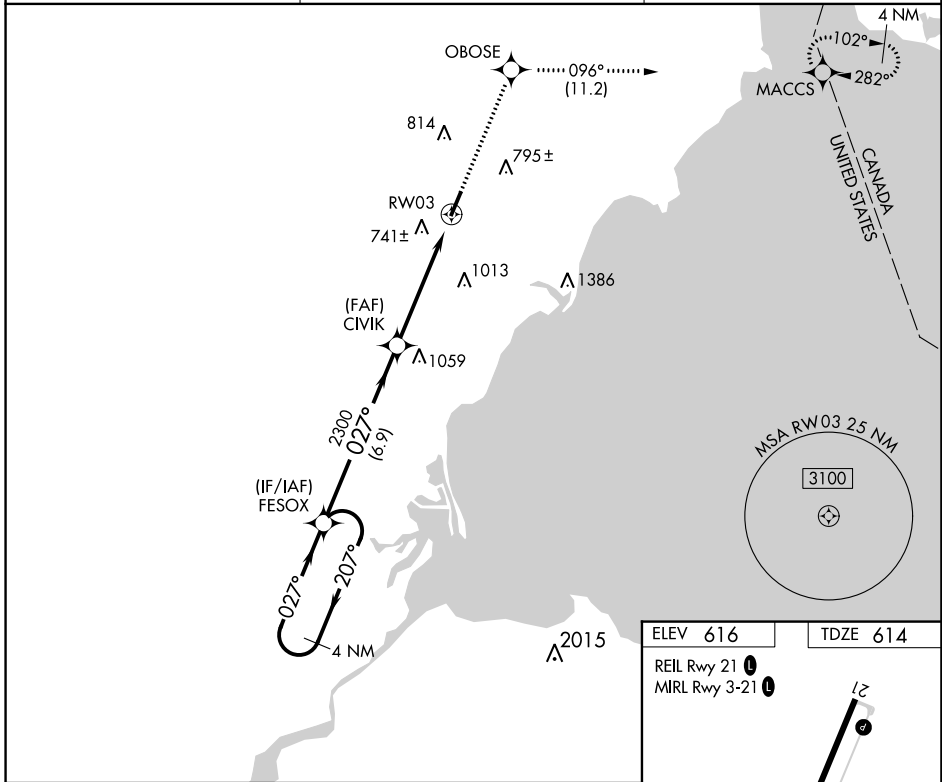 4 NM
OBOSE
102°
096°
(11.2)
282°
MACCS
814
795±
CANADA
UNITED STATES
RW03
741±
1013
1386
(FAF)
CIVIK
1059
2300
027°
(6.9)
MSA RW03 25 NM
3100
(IF/IAF)
FESOX
027°
207°
4 NM
2015
ELEV 616
TDZE 614
REIL Rwy 21 L
MIRL Rwy 3-21 L
21
P